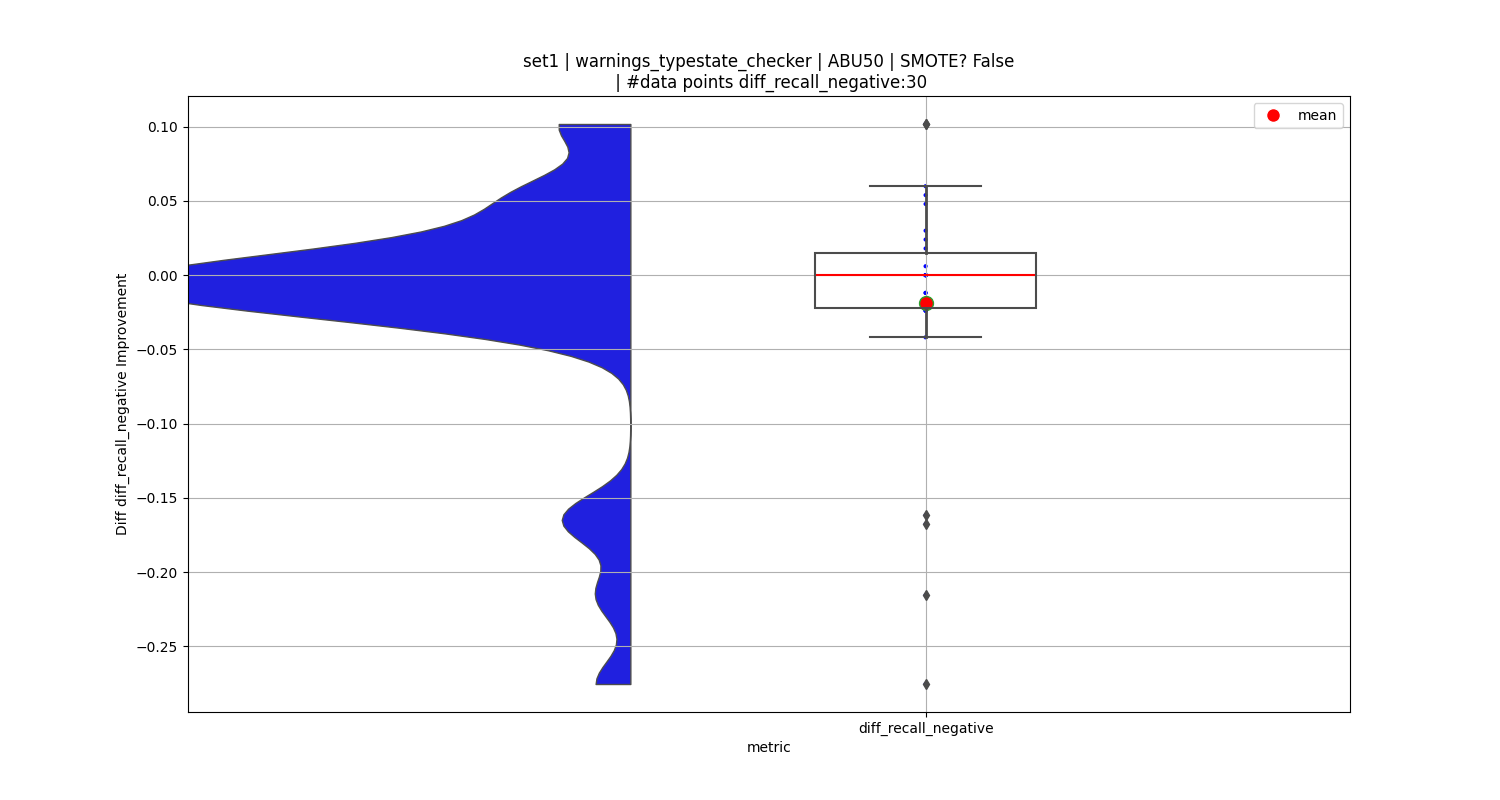 set1 | warnings_typestate_checker | ABU50 | SMOTE? False
| #data points diff_recall_negative:30
mean
Diff diff_recall_negative Improvement
0.10
0.05
0.00
−0.05
−0.10
−0.15
−0.20
−0.25
diff_recall_negative
metric